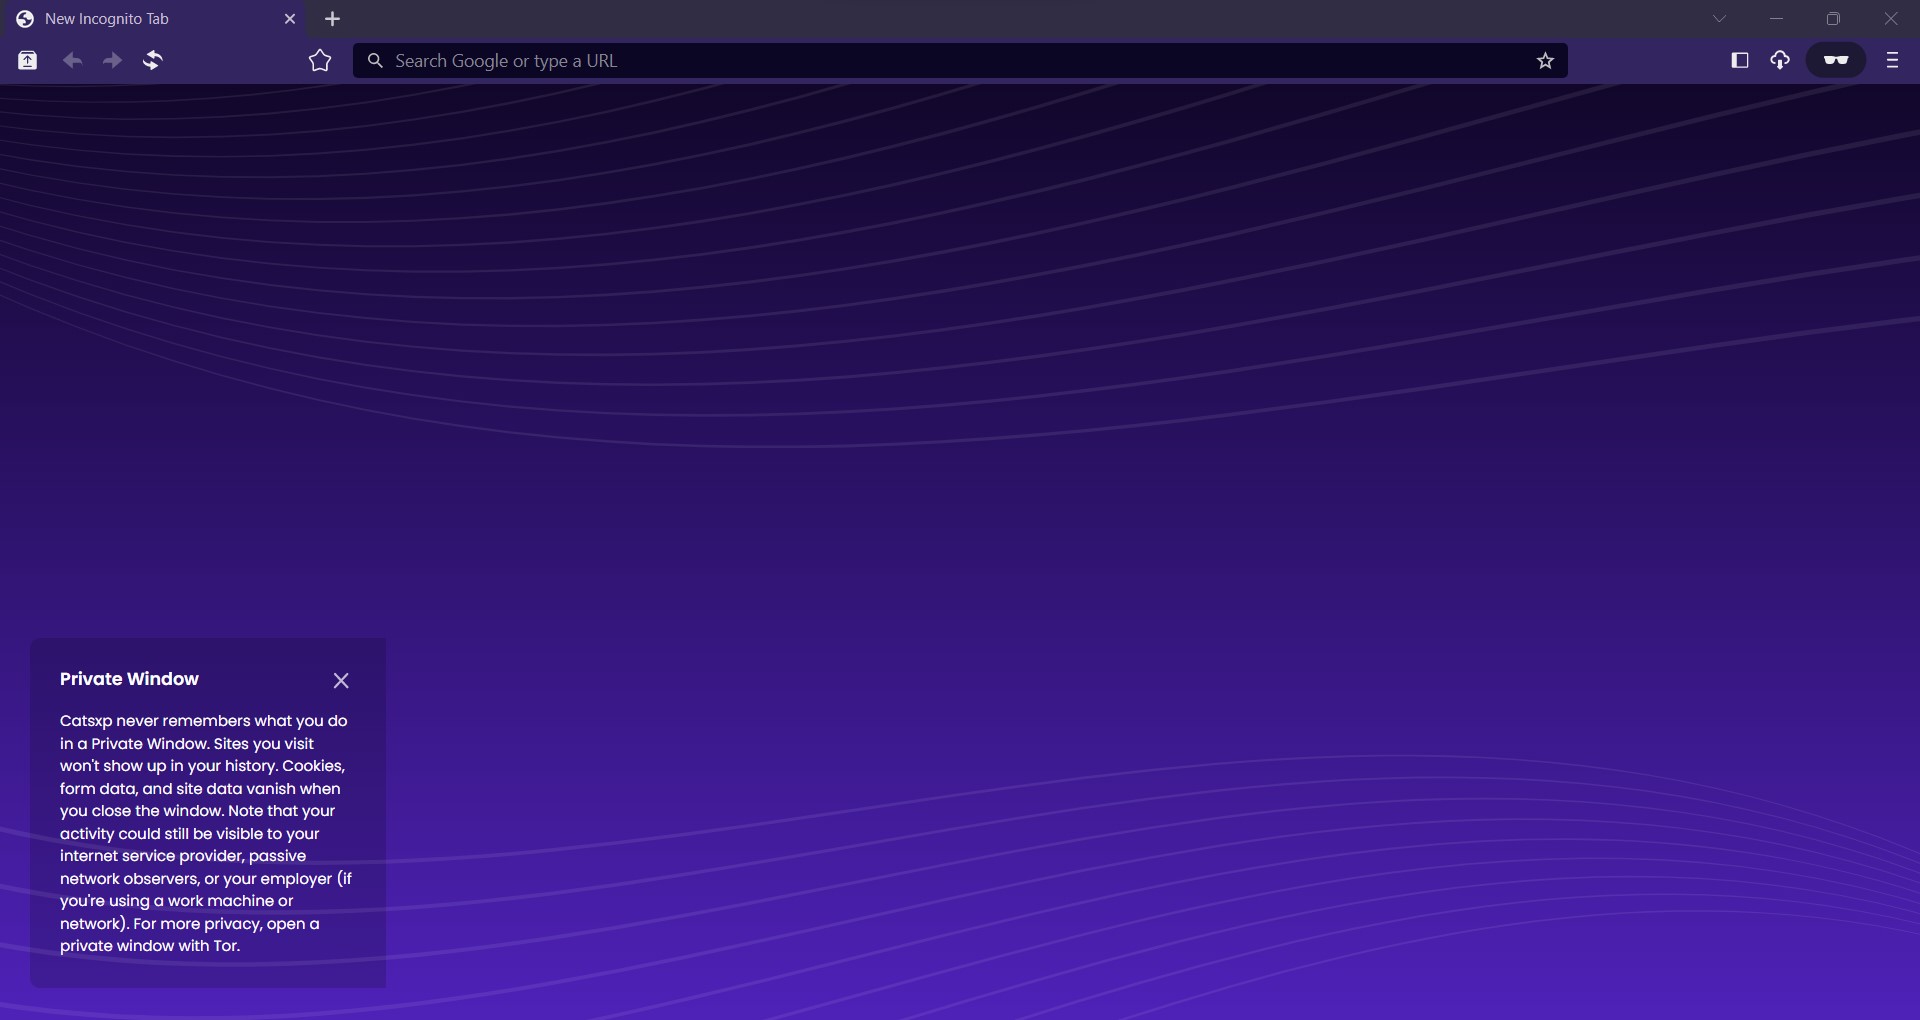 New Incognito Tab
Search Google or type a URL
Private Window
Catsxp never remembers what you do
in a Private Window. Sites you visit
won't show up in your history. Cookies,
form data, and site data vanish when
you close the window. Note that your
activity could still be visible to your
internet service provider, passive
network observers, or your employer (if
you're using a work machine or
network). For more privacy, open a
private window with Tor.